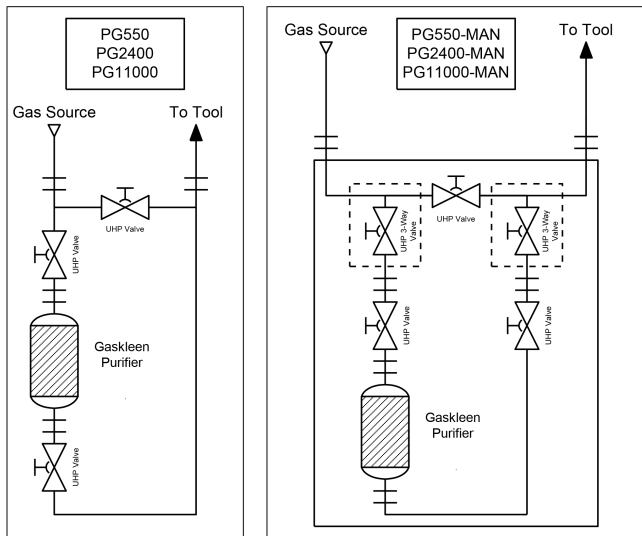 PG550
PG2400
PG11000
Gas Source
To Tool
UHP Valve
UHP Valve
Gaskleen
Purifier
UHP Valve
Gas Source
PG550-MAN
PG2400-MAN
PG11000-MAN
To Tool
UHP Valve
UHP 3-Way
Valve
UHP 3-Way
Valve
UHP Valve
UHP Valve
Gaskleen
Purifier